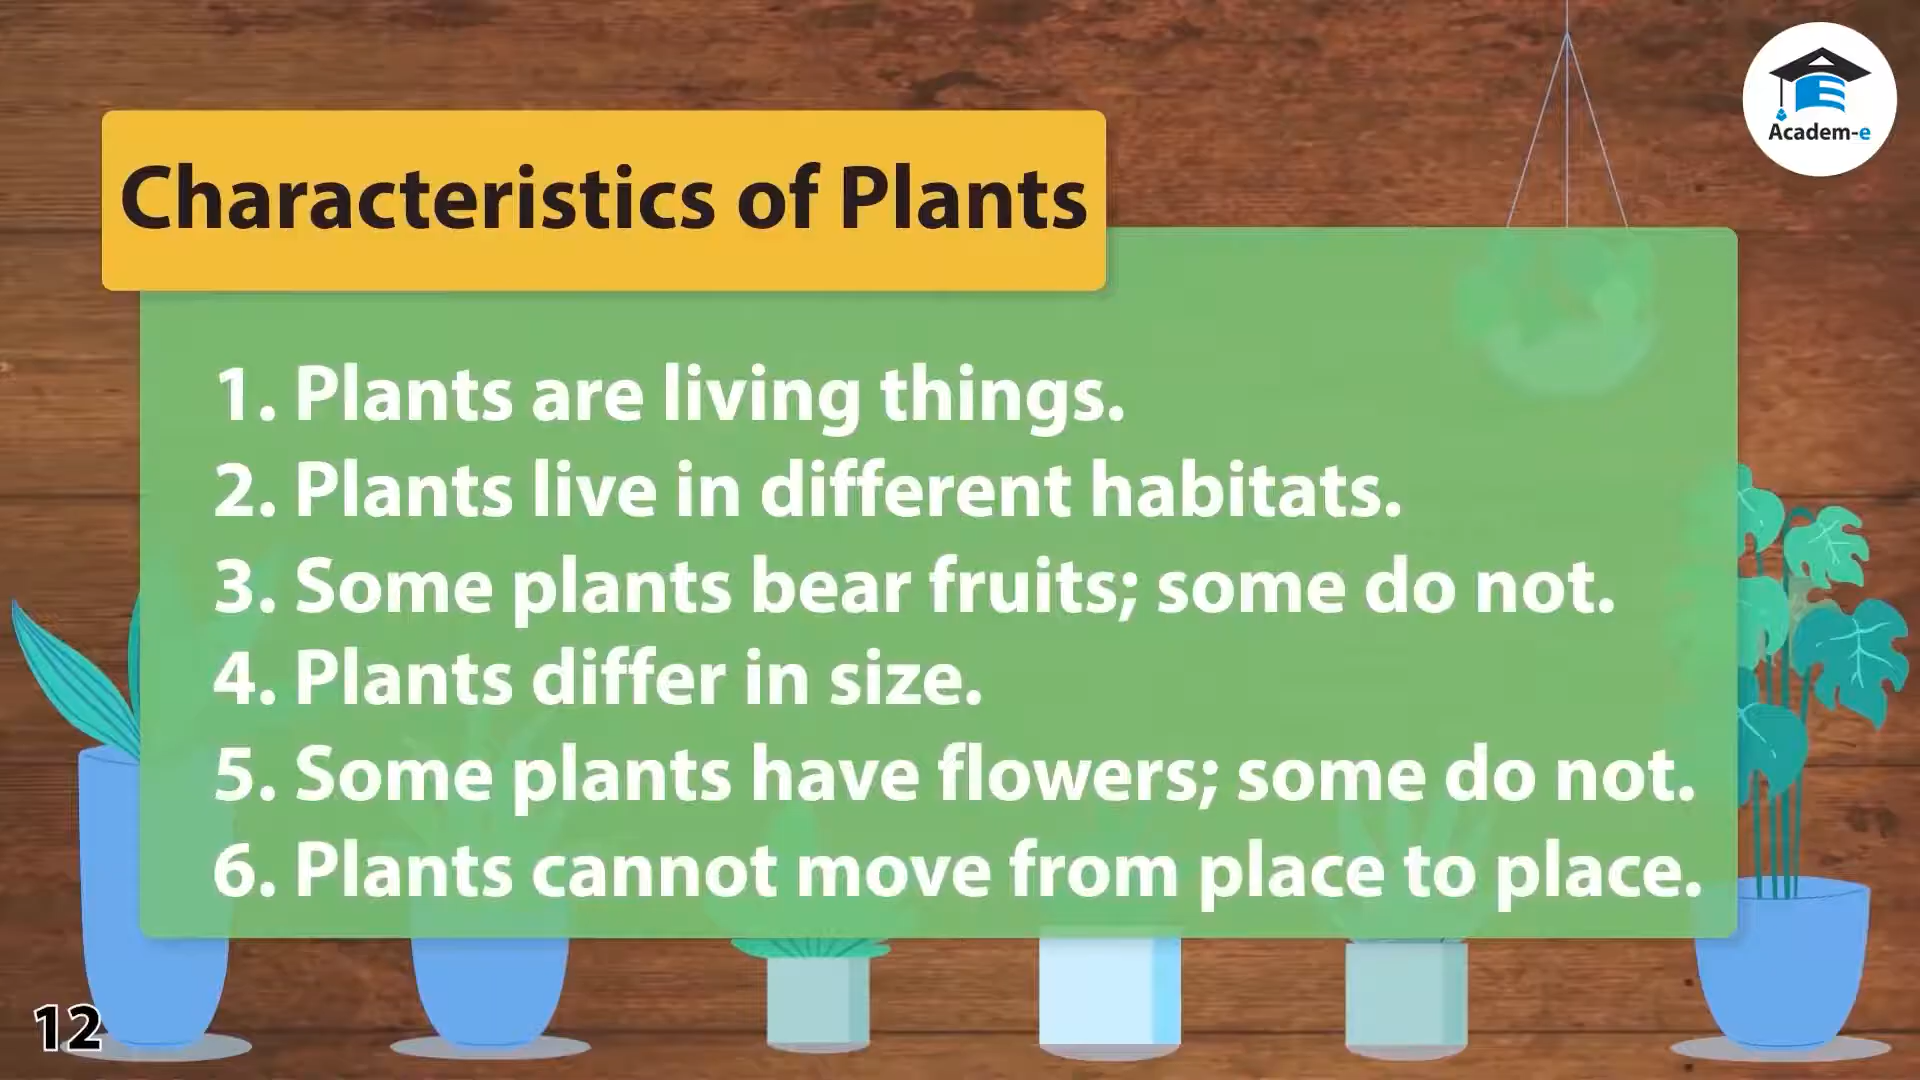 Academ-e
Characteristics of Plants
1. Plants are living things.
2. Plants live in different habitats.
3. Some plants bear fruits; some do not.
4. Plants differ in size.
5. Some plants have flowers; some do not.
6. Plants cannot move from place to place.
12